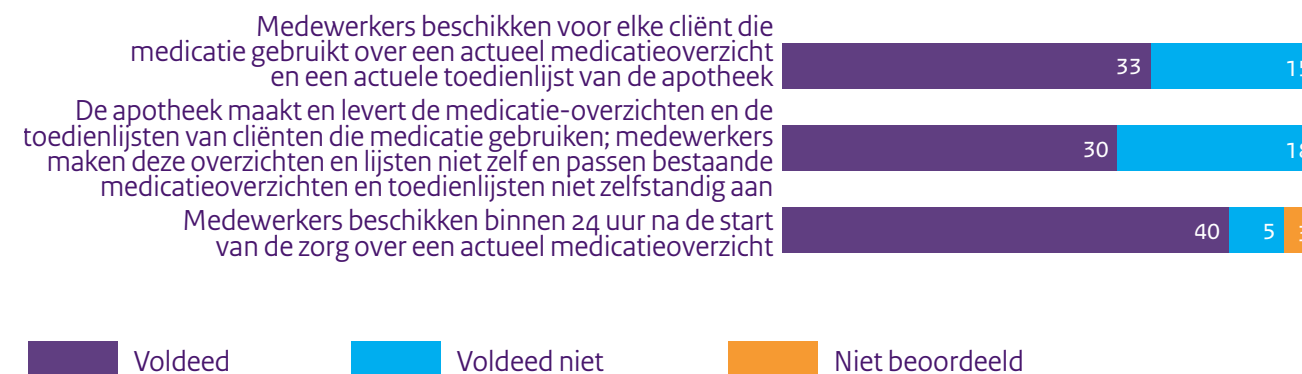 Medewerkers beschikken voor elke cliënt die
medicatie gebruikt over een actueel medicatieoverzicht
en een actuele toedienlijst van de apotheek
33
De apotheek maakt en levert de medicatie-overzichten en de
toedienlijsten van cliënten die medicatie gebruiken; medewerkers
maken deze overzichten en lijsten niet zelf en passen bestaande
medicatieoverzichten en toedienlijsten niet zelfstandig aan
30
Medewerkers beschikken binnen 24 uur na de start
van de zorg over een actueel medicatieoverzicht
40 5
Voldeed Voldeed niet Niet beoordeeld